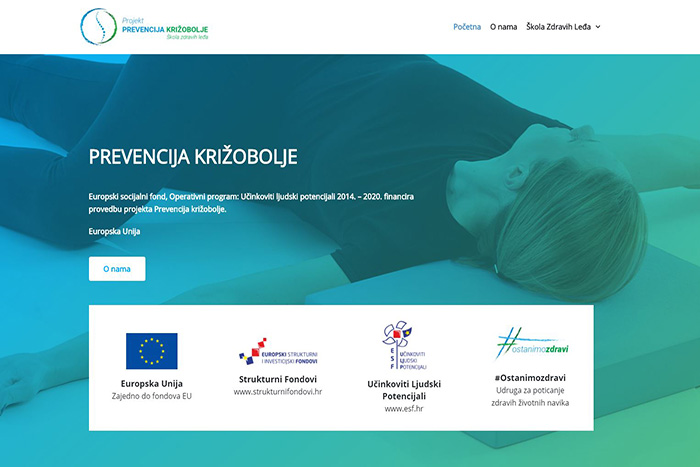 Projekt
PREVENCIJA KRIŽOBOLJE
Škola zdravih leđa
Početna O nama Škola Zdravih Leđa
PREVENCIJA KRIŽOBOLJE
Europski socijalni fond, Operativni program: Učinkoviti ljudski potencijali 2014. – 2020. financira
provedbu projekta Prevencija križobolje.
Europska Unija
O nama
EUROPSKI STRUKTURNI
I INVESTICIJSKI FONDOVI
ESF
UČINKOVITI
LJUDSKI
POTENCIJALI
#ostanimozdravi
Europska Unija
Zajedno do fondova EU
Strukturni Fondovi
www.strukturnifondovi.hr
Učinkoviti Ljudski
Potencijali
www.esf.hr
#Ostanimozdravi
Udruga za poticanje
zdravih životnih navika